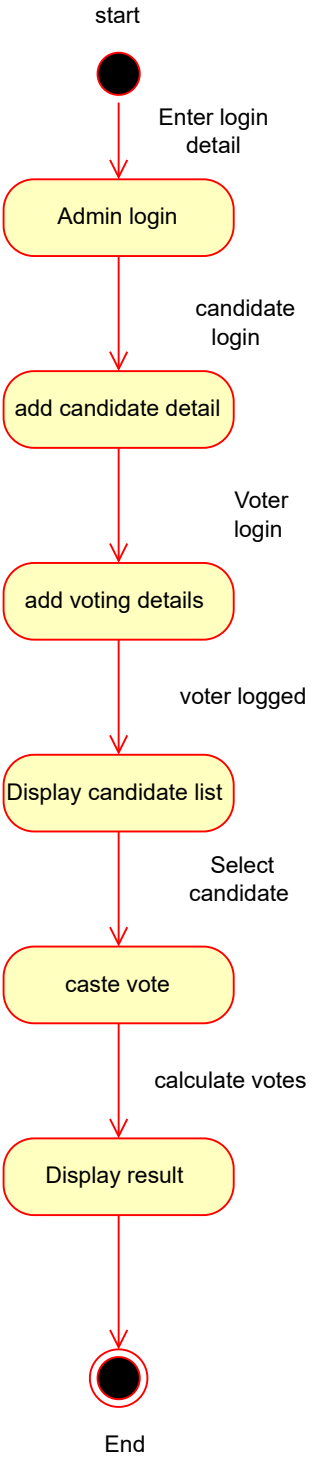 start
Enter login
detail
Admin login
candidate
login
add candidate detail
Voter
login
add voting details
voter logged
Display candidate list
Select
candidate
caste vote
calculate votes
Display result
End